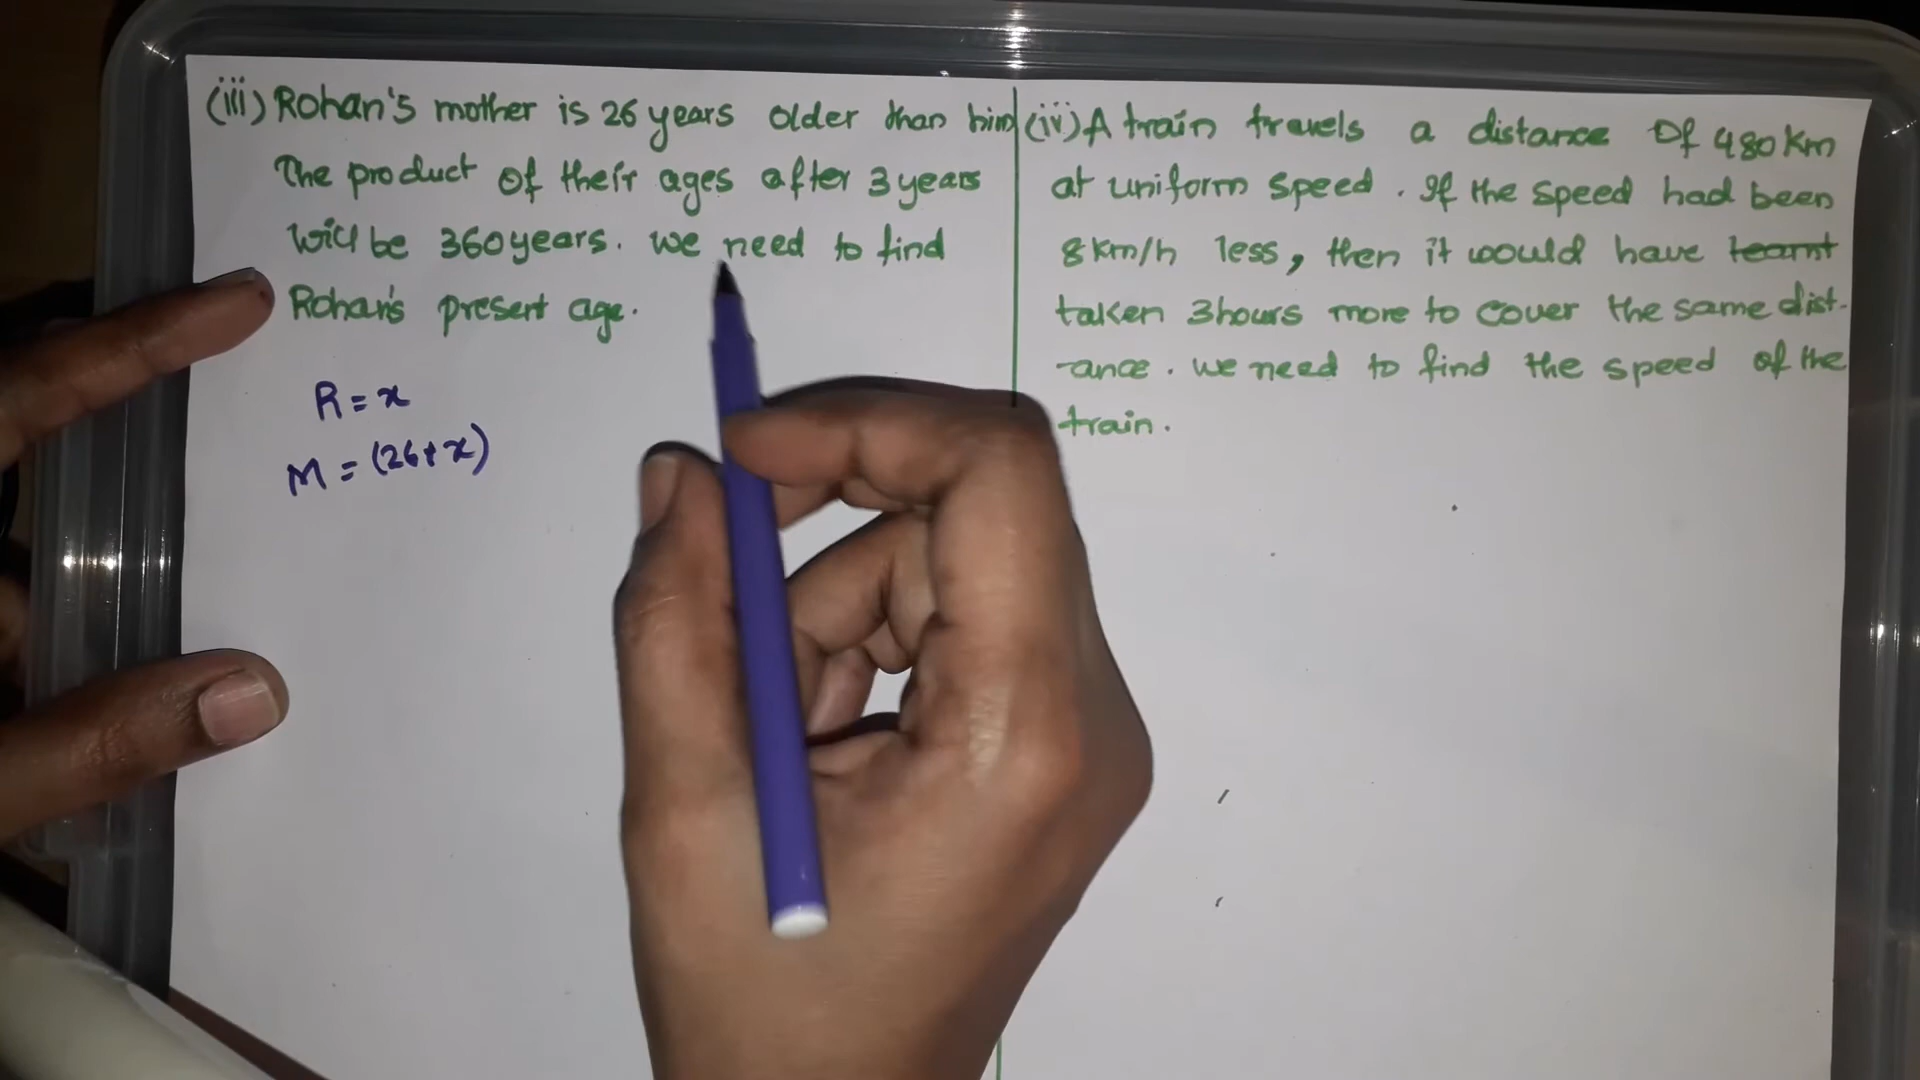 (iii) Rohan's mother is 26 years older than him
The product of their ages after 3 years
will be 360 years. we need to find
Rohan's present age.
R = x
M = (26+x)
(iv) A train travels a distance Of 480 Km
at uniform speed. If the speed had been
8 Km/h less, then it would have learnt
taken 3 hours more to cover the same dist-
-ance. we need to find the speed of the
train.